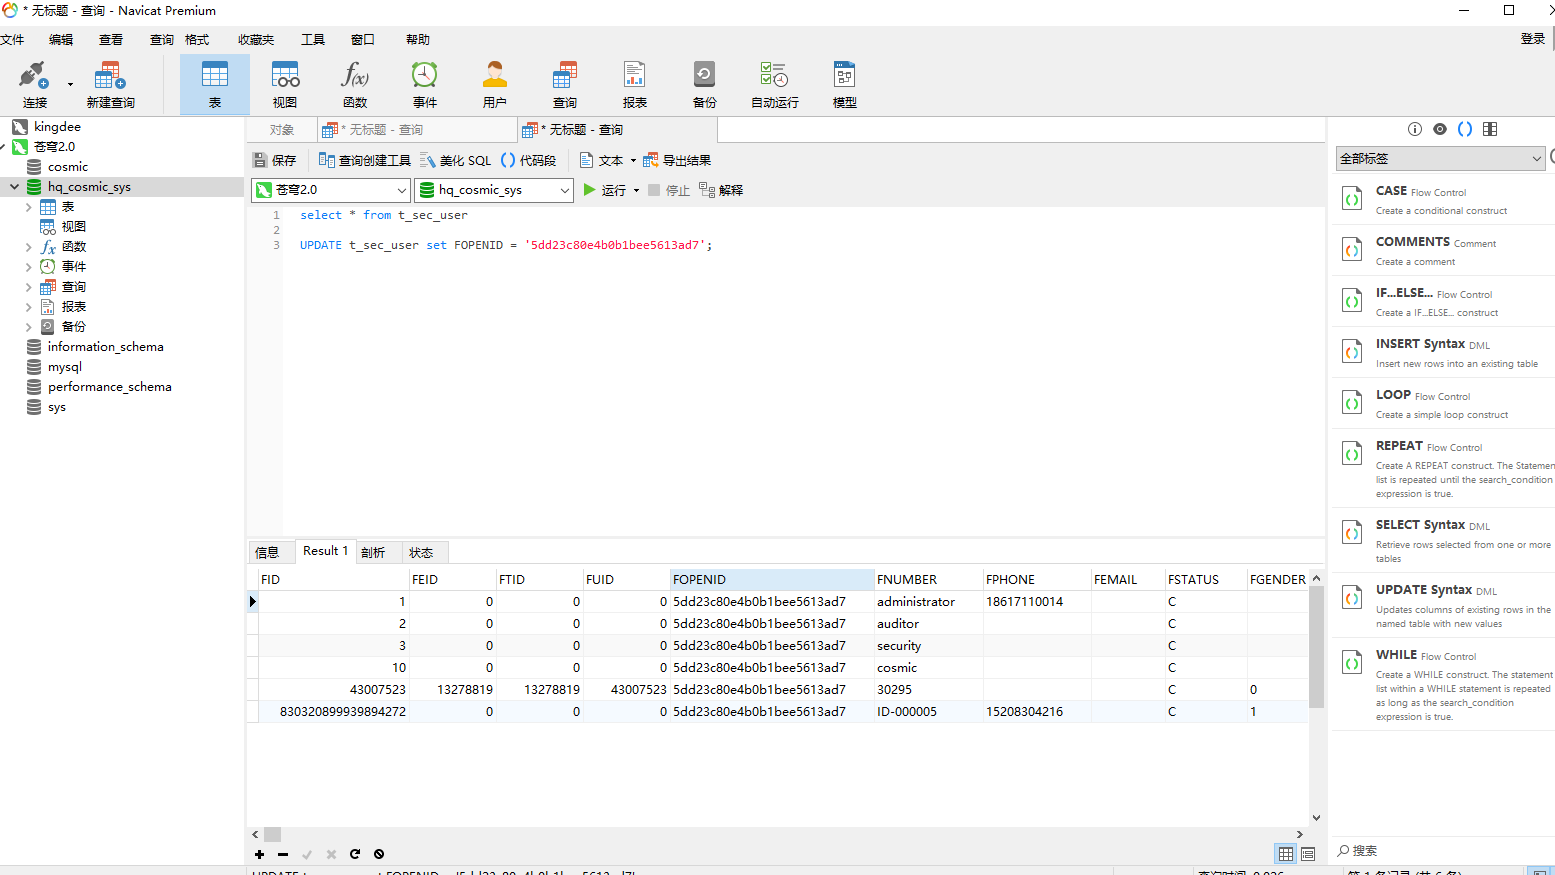 * 无标题 - 查询 - Navicat Premium
文件 编辑 查看 查询 格式 收藏夹 工具 窗口 帮助 登录
连接 新建查询 表 视图 函数 事件 用户 查询 报表 备份 自动运行 模型
kingdee
苍穹2.0
cosmic
hq_cosmic_sys
表
视图
函数
事件
查询
报表
备份
information_schema
mysql
performance_schema
sys
对象 * 无标题 - 查询 * 无标题 - 查询
保存 查询创建工具 美化 SQL 代码段 文本 导出结果
苍穹2.0 hq_cosmic_sys 运行 停止 解释
1 select * from t_sec_user
2
3 UPDATE t_sec_user set FOPENID = '5dd23c80e4b0b1bee5613ad7';
信息 Result 1 剖析 状态
FID FEID FTID FUID FOPENID FNUMBER FPHONE FEMAIL FSTATUS FGENDER
1 0 0 0 5dd23c80e4b0b1bee5613ad7 administrator 18617110014 C
2 0 0 0 5dd23c80e4b0b1bee5613ad7 auditor C
3 0 0 0 5dd23c80e4b0b1bee5613ad7 security C
10 0 0 0 5dd23c80e4b0b1bee5613ad7 cosmic C
43007523 13278819 13278819 43007523 5dd23c80e4b0b1bee5613ad7 30295 C 0
830320899939894272 0 0 0 5dd23c80e4b0b1bee5613ad7 ID-000005 15208304216 C 1
全部标签
CASE Flow Control
Create a conditional construct
COMMENTS Comment
Create a comment
IF...ELSE... Flow Control
Create a IF...ELSE... construct
INSERT Syntax DML
Insert new rows into an existing table
LOOP Flow Control
Create a simple loop construct
REPEAT Flow Control
Create A REPEAT construct. The Statemen
list is repeated until the search_condition
expression is true.
SELECT Syntax DML
Retrieve rows selected from one or more
tables
UPDATE Syntax DML
Updates columns of existing rows in the
named table with new values
WHILE Flow Control
Create a WHILE construct. The statement
list within a WHILE statement is repeated
as long as the search_condition
expression is true.
搜索